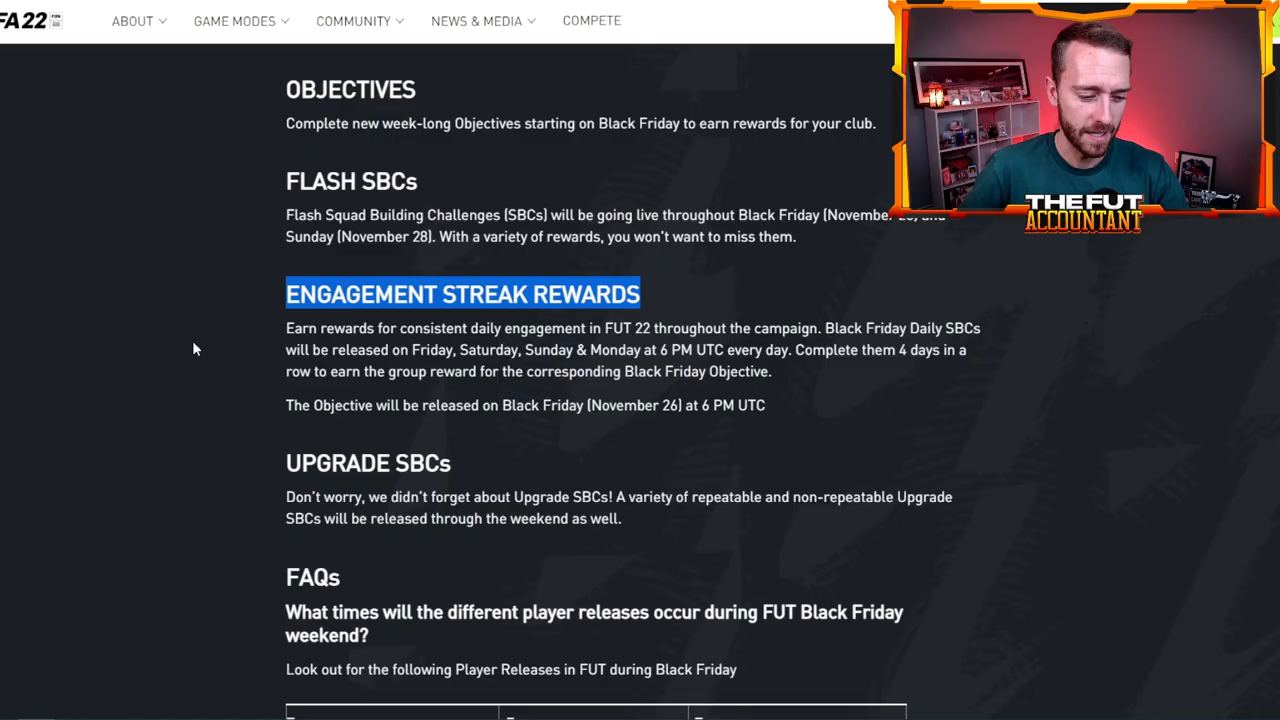 FA 22
ABOUT
GAME MODES
COMMUNITY
NEWS & MEDIA
COMPETE
OBJECTIVES
Complete new week-long Objectives starting on Black Friday to earn rewards for your club.
FLASH SBCs
Flash Squad Building Challenges (SBCs) will be going live throughout Black Friday (November and
Sunday (November 28). With a variety of rewards, you won't want to miss them.
THE FUT
ACCOUNTANT
ENGAGEMENT STREAK REWARDS
Earn rewards for consistent daily engagement in FUT 22 throughout the campaign. Black Friday Daily SBCs
will be released on Friday, Saturday, Sunday & Monday at 6 PM UTC every day. Complete them 4 days in a
row to earn the group reward for the corresponding Black Friday Objective.
The Objective will be released on Black Friday (November 26) at 6 PM UTC
UPGRADE SBCs
Don't worry, we didn't forget about Upgrade SBCs! A variety of repeatable and non-repeatable Upgrade
SBCs will be released through the weekend as well.
FAQs
What times will the different player releases occur during FUT Black Friday
weekend?
Look out for the following Player Releases in FUT during Black Friday